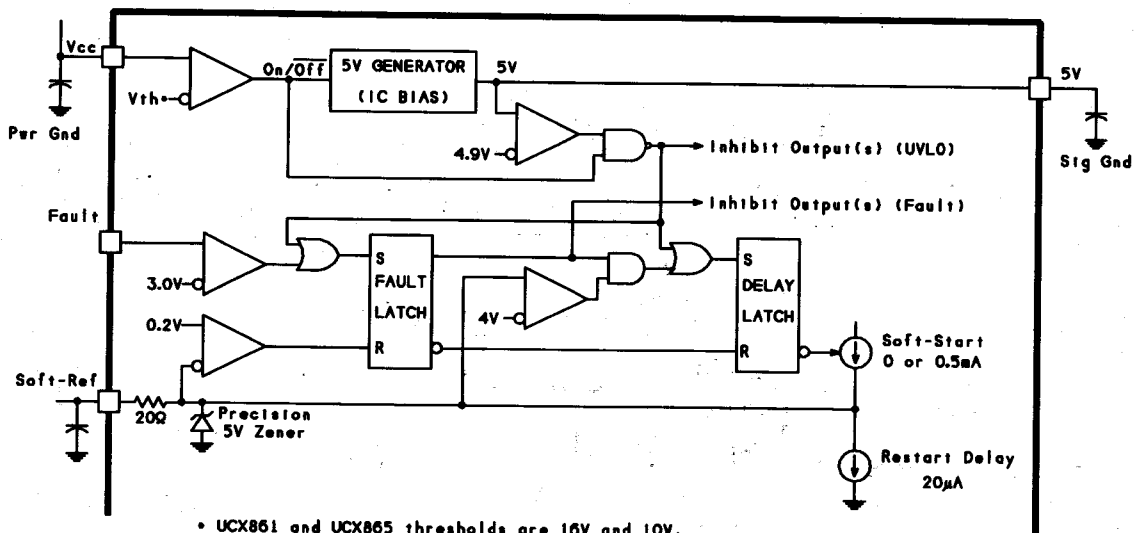 Vcc
On/Off
5V GENERATOR
(IC BIAS)
5V
5V
Vth•
Pwr Gnd
4.9V
Inhibit Output(s) (UVLO)
Sig Gnd
Inhibit Output(s) (Fault)
Fault
3.0V
S
FAULT
LATCH
R
4V
S
DELAY
LATCH
R
0.2V
Soft-Start
0 or 0.5mA
Soft-Ref
20Ω
Precision
5V Zener
Restart Delay
20µA
• UCX861 and UCX865 thresholds are 16V and 10V.